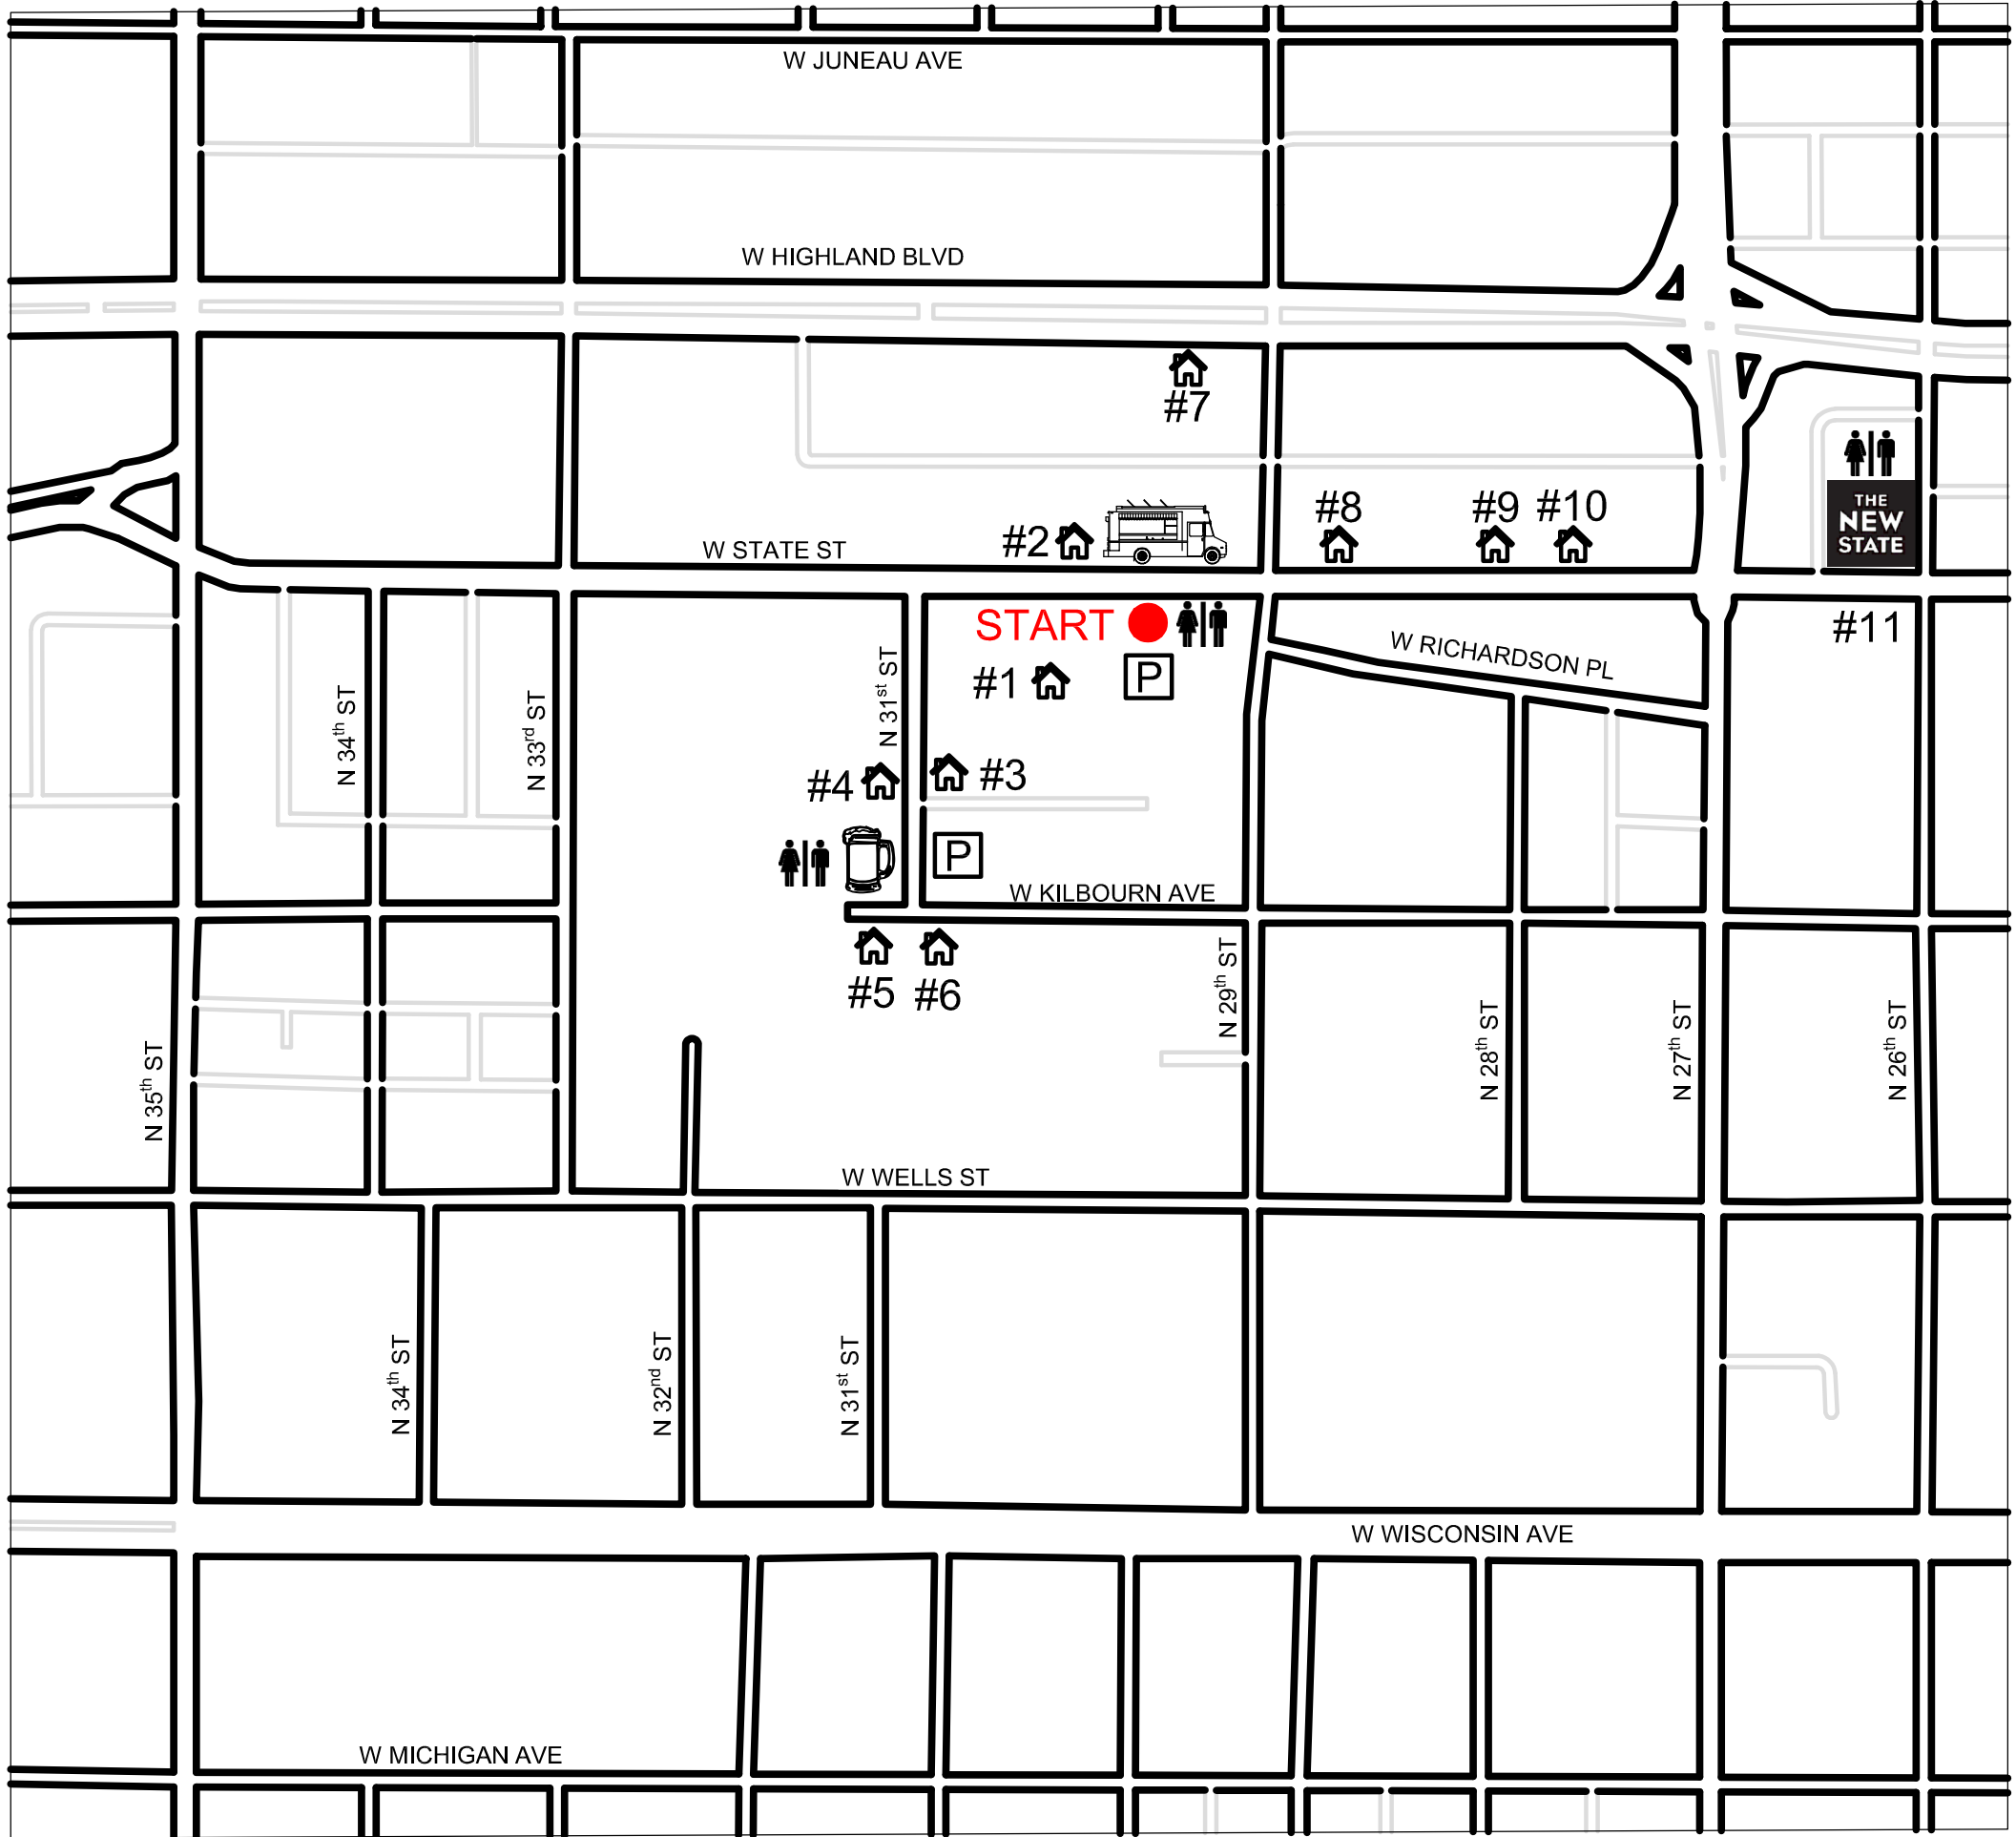 W JUNEAU AVE
W HIGHLAND BLVD
#7
#8
#9
#10
THE
NEW
STATE
#2
W STATE ST
START
#11
W RICHARDSON PL
#1
P
N 31st ST
N 34th ST
N 33rd ST
#4
#3
P
W KILBOURN AVE
#5
#6
N 29th ST
N 28th ST
N 27th ST
N 26th ST
N 35th ST
W WELLS ST
N 34th ST
N 32nd ST
N 31st ST
W WISCONSIN AVE
W MICHIGAN AVE